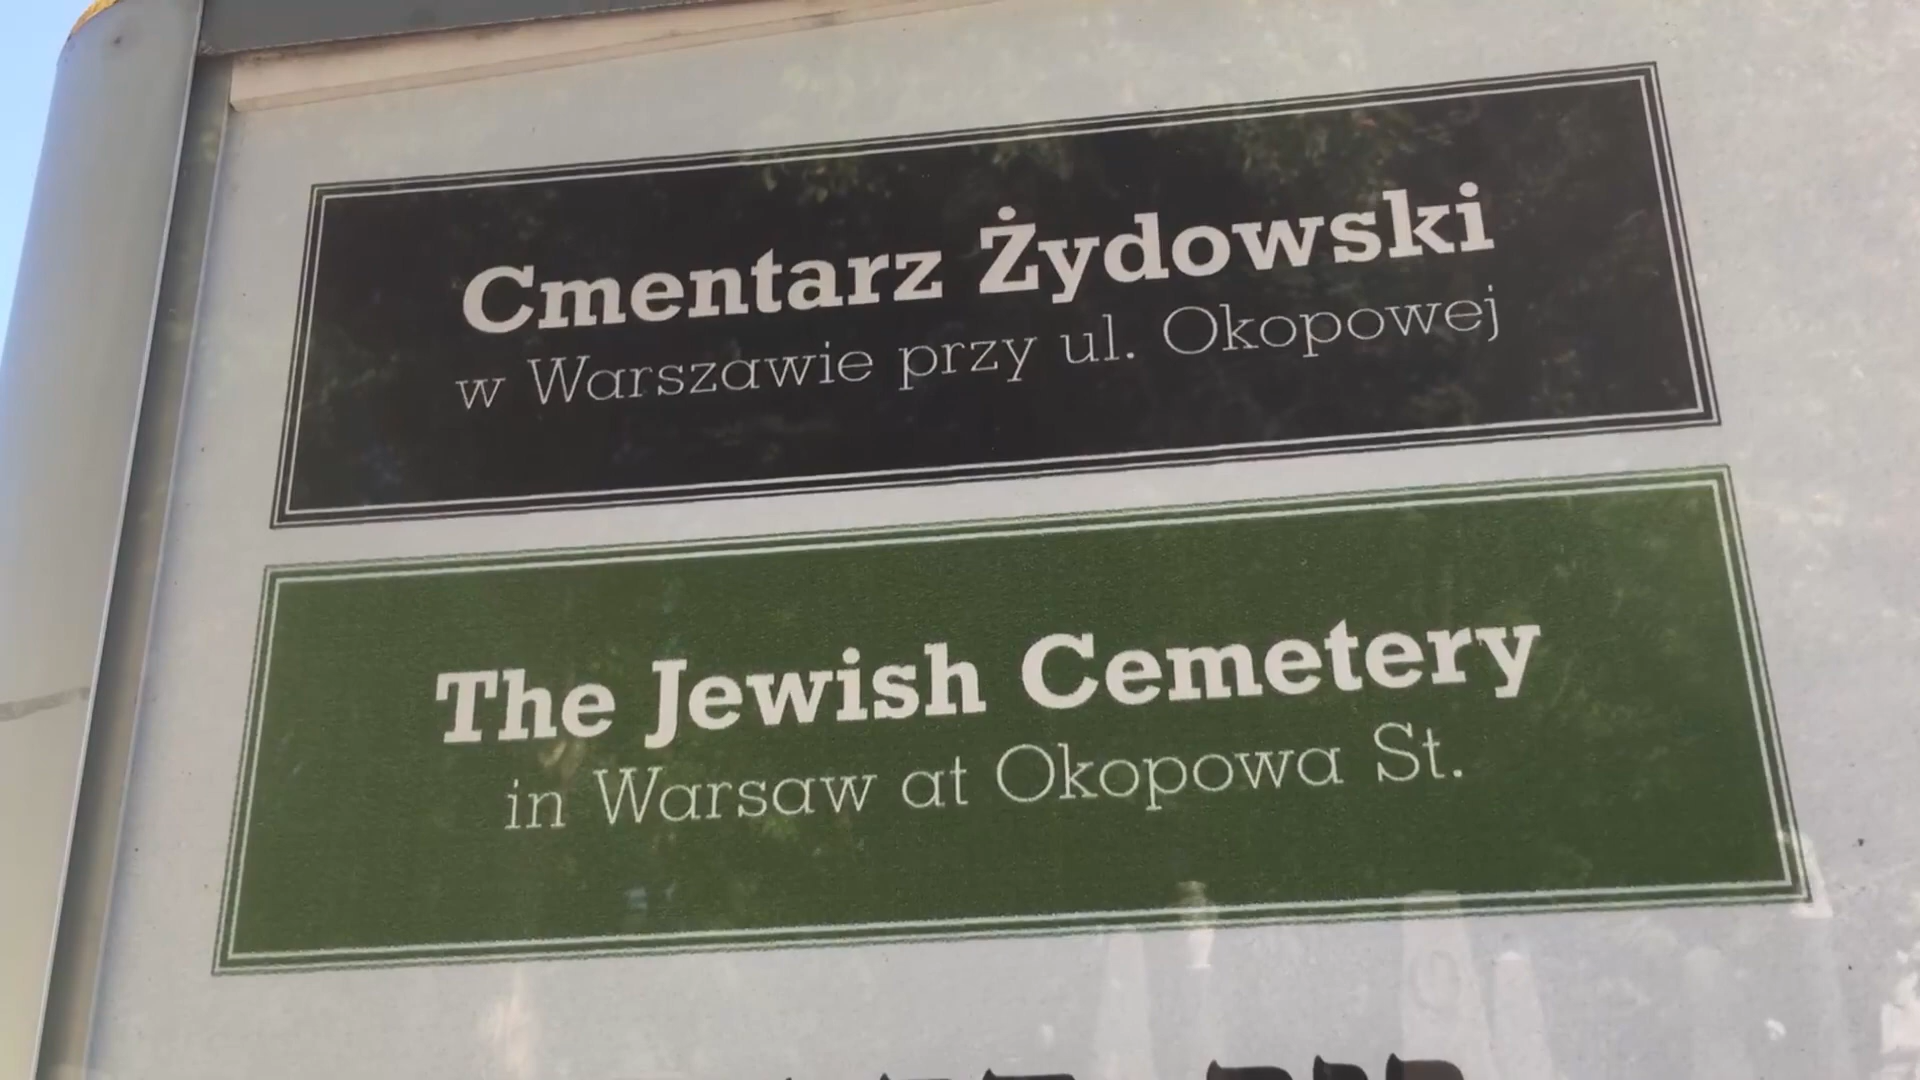 Cmentarz Żydowski
w Warszawie przy ul. Okopowej
The Jewish Cemetery
in Warsaw at Okopowa St.